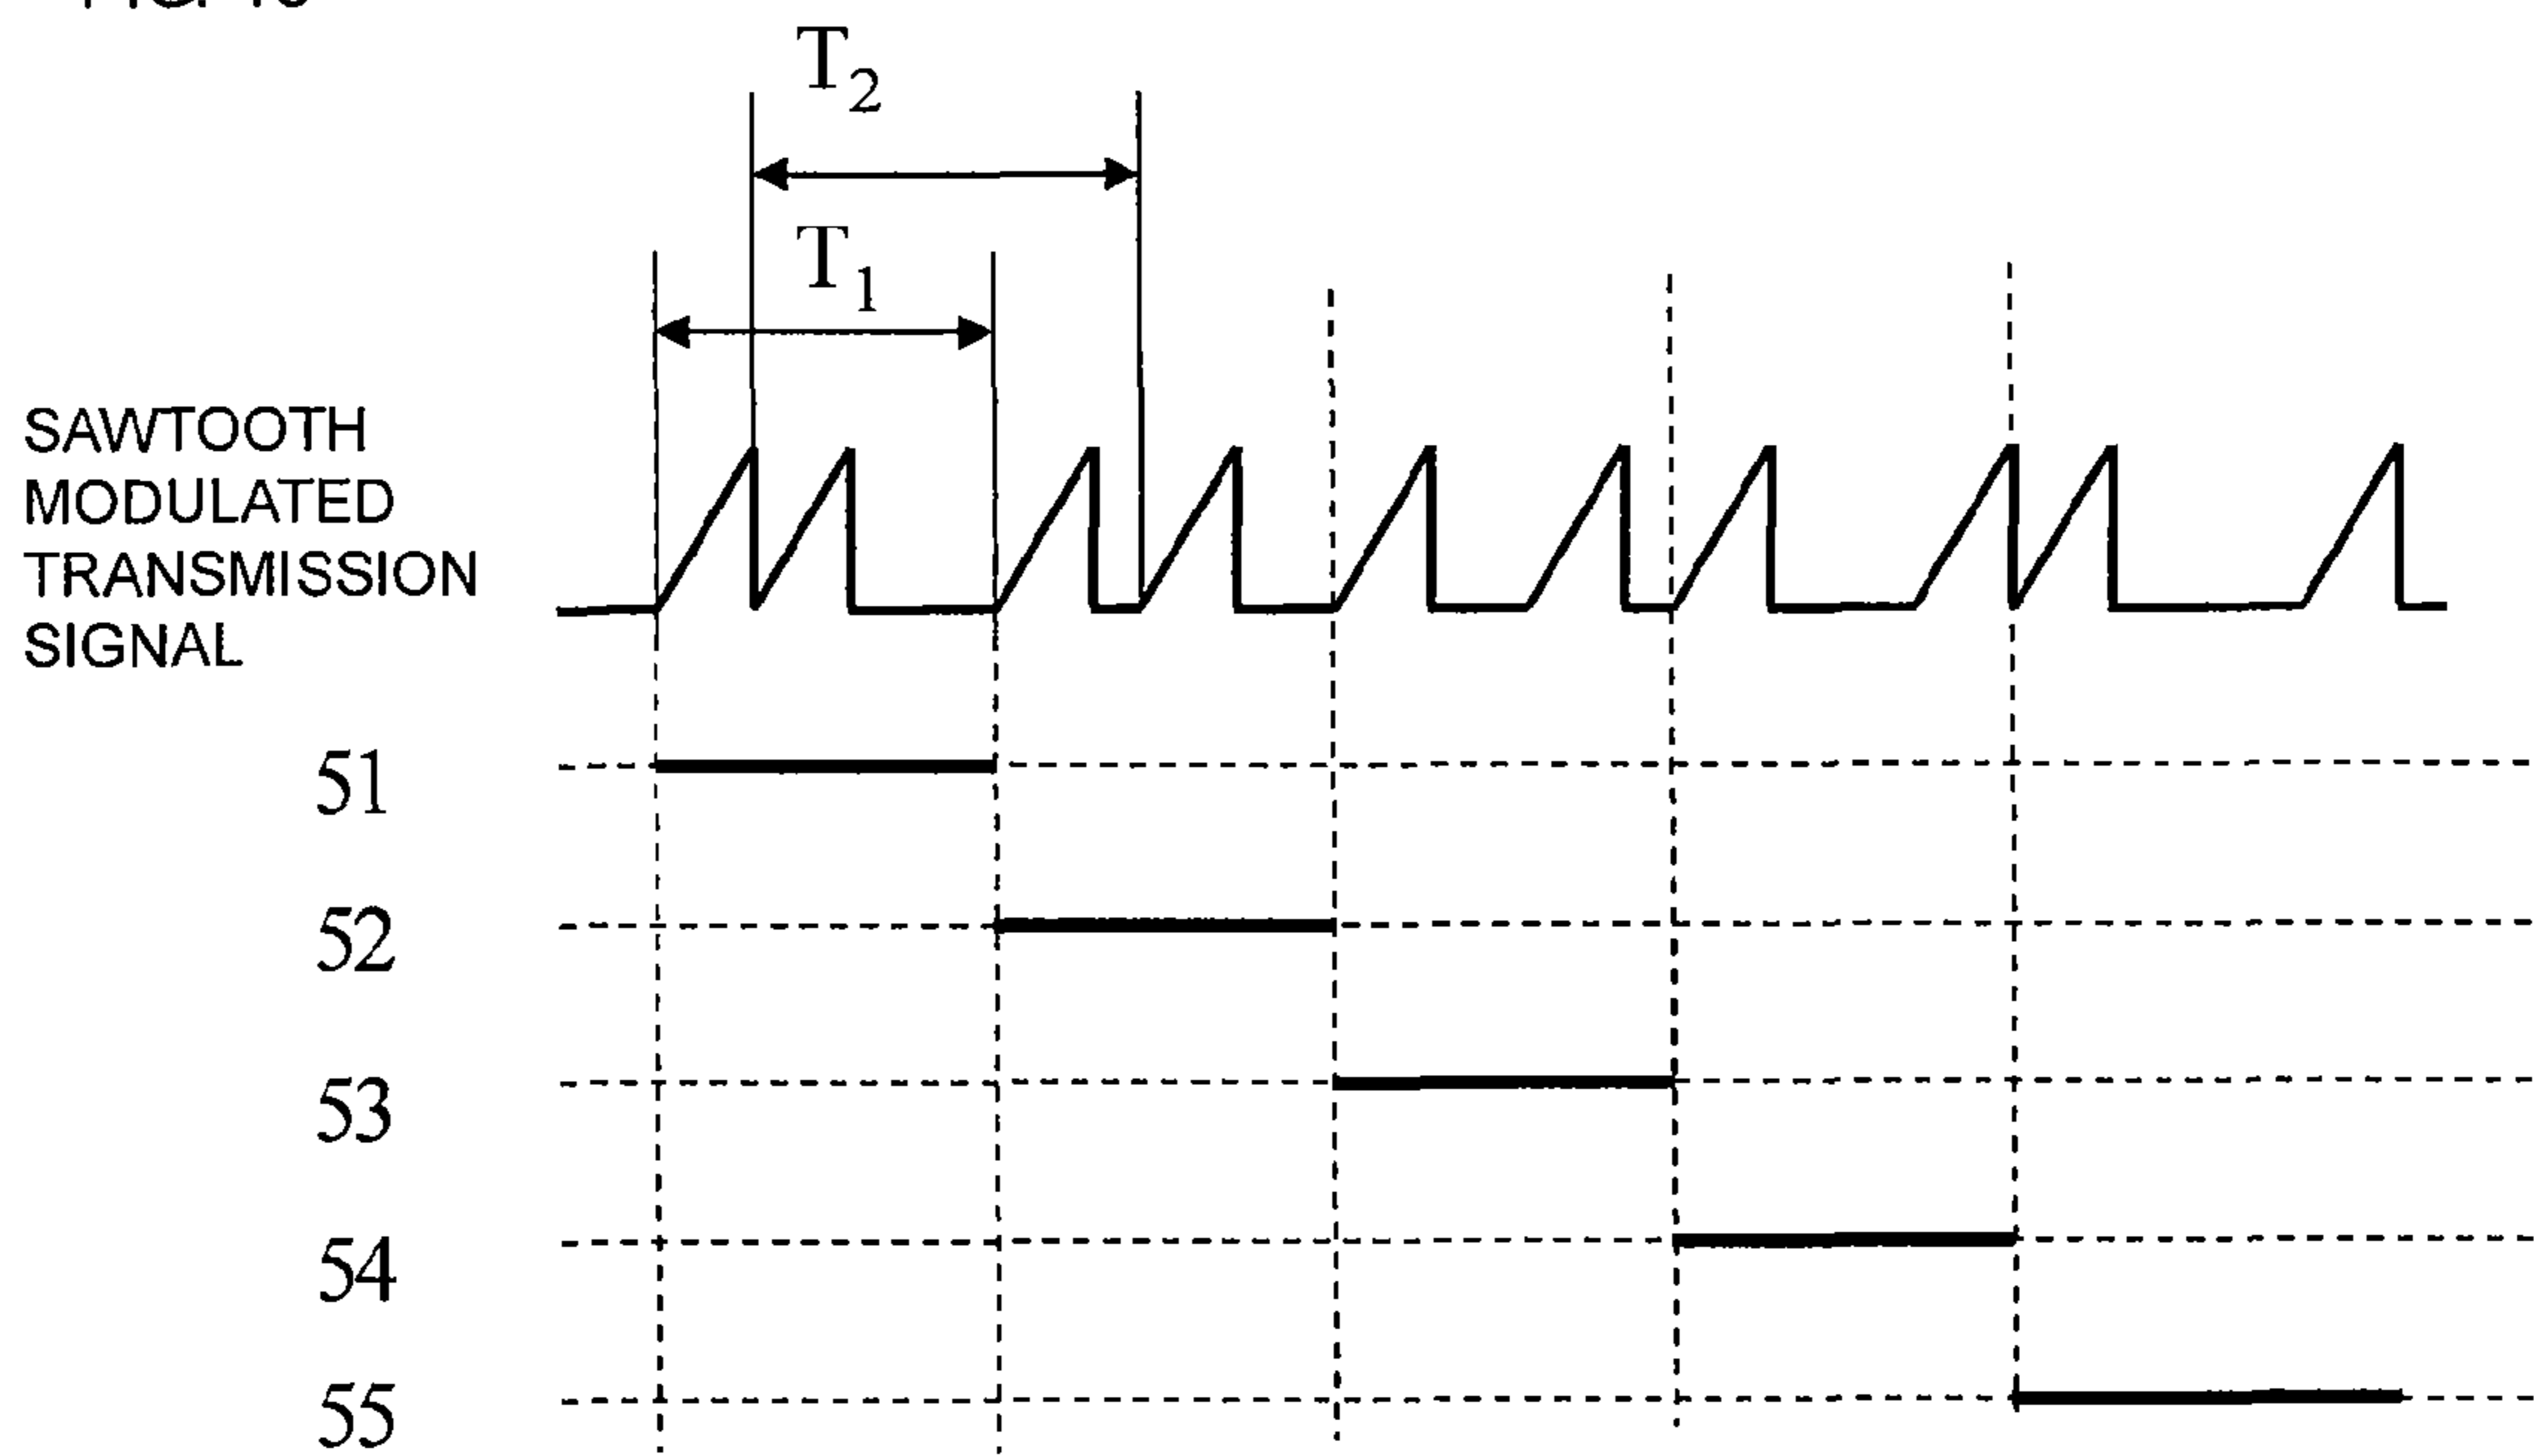 T2
T1
SAWTOOTH
MODULATED
TRANSMISSION
SIGNAL
51
52
53
54
55